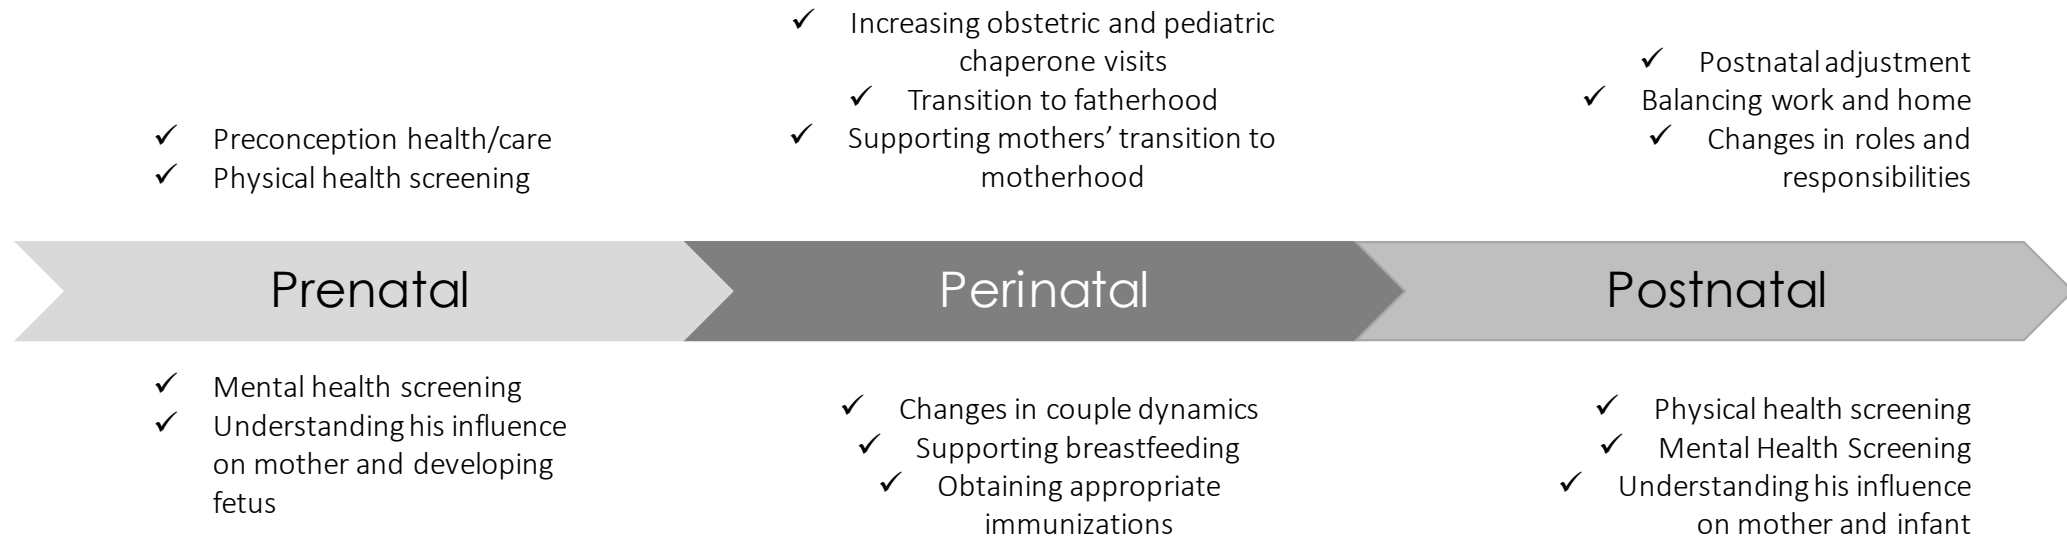 ✓ Preconception health/care
✓ Physical health screening
✓ Increasing obstetric and pediatric
chaperone visits
✓ Transition to fatherhood
✓ Supporting mothers’ transition to
motherhood
✓ Postnatal adjustment
✓ Balancing work and home
✓ Changes in roles and
responsibilities
Prenatal
Perinatal
Postnatal
✓ Mental health screening
✓ Understanding his influence
on mother and developing
fetus
✓ Changes in couple dynamics
✓ Supporting breastfeeding
✓ Obtaining appropriate
immunizations
✓ Physical health screening
✓ Mental Health Screening
✓ Understanding his influence
on mother and infant